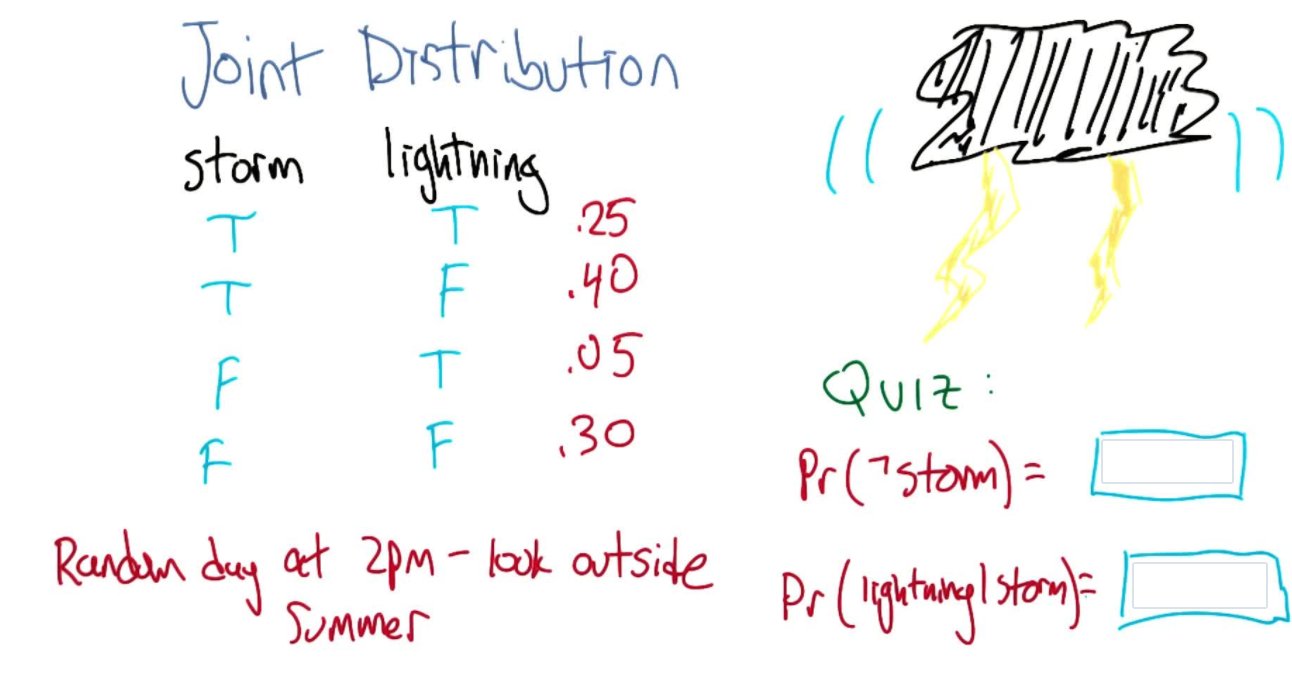 Joint Distribution
storm lightning
T T .25
T F .40
F T .05
F F .30
Random day at 2pm - look outside
summer
Quiz:
Pr(¬storm)=
Pr(lightning|storm)=